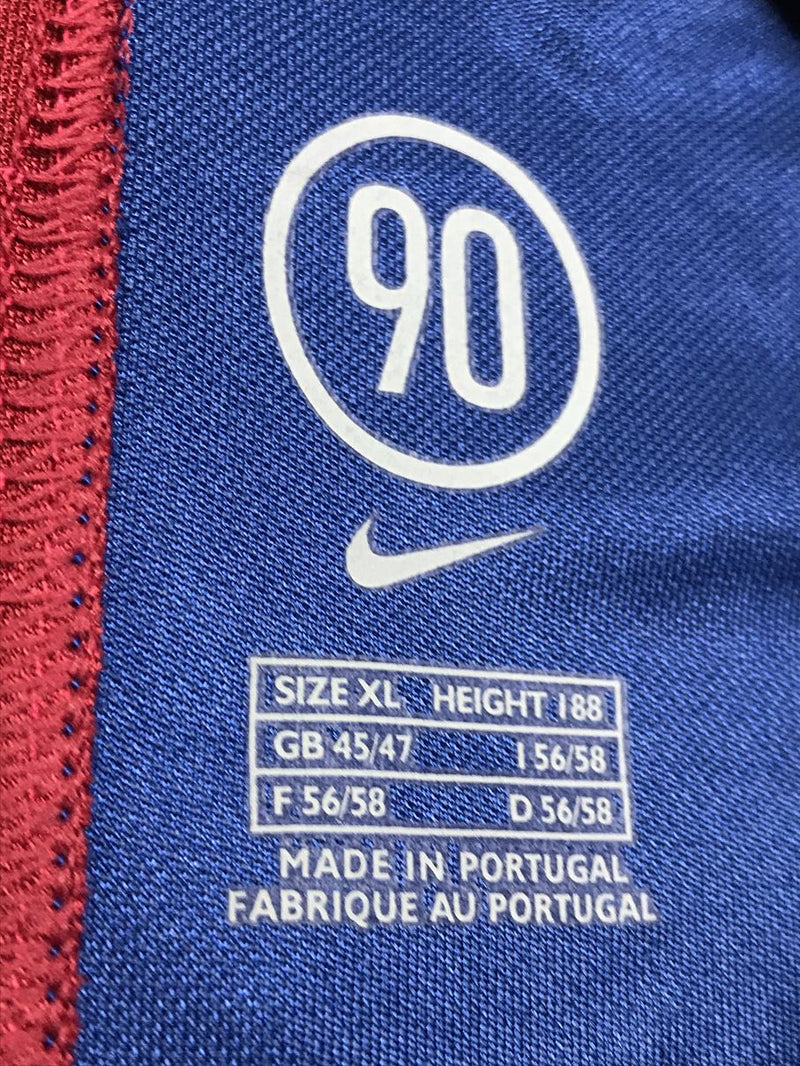 90
SIZE XL HEIGHT 188
GB 45/47 I 56/58
F 56/58 D 56/58
MADE IN PORTUGAL
FABRIQUE AU PORTUGAL